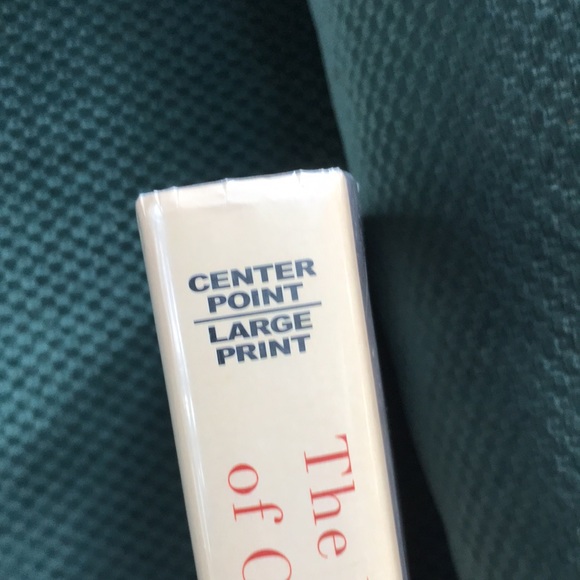 CENTER
POINT
LARGE
PRINT
The
of